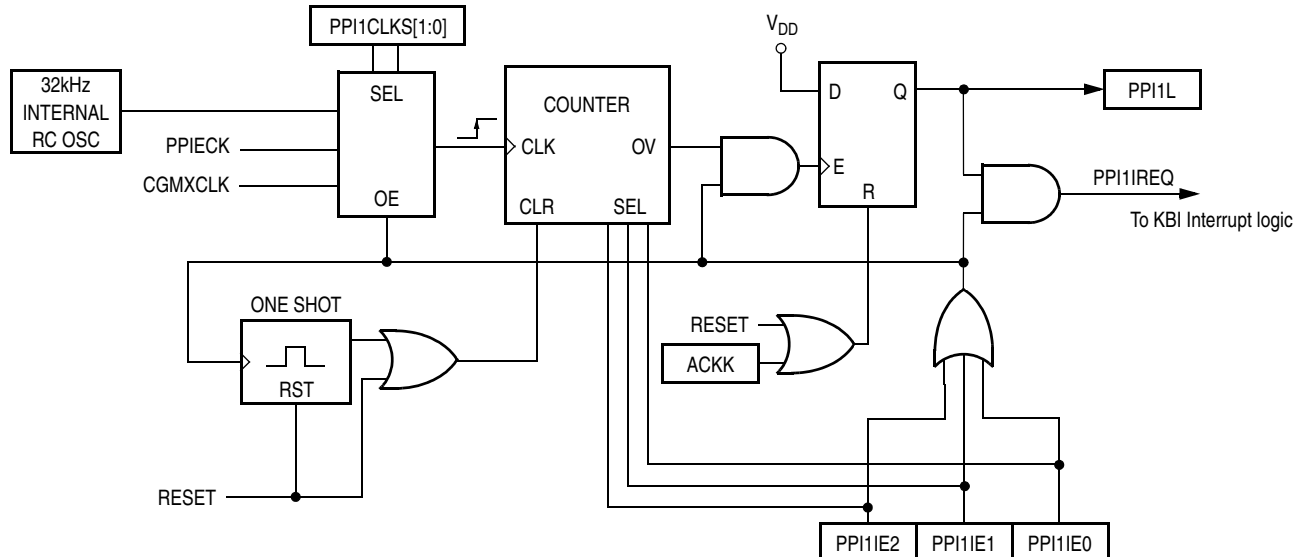 PPI1CLKS[1:0]
32kHz
INTERNAL
RC OSC
PPIECK
CGMXCLK
SEL
OE
COUNTER
CLK
OV
CLR
SEL
VDD
D
Q
E
R
PPI1L
PPI1IREQ
To KBI Interrupt logic
ONE SHOT
RST
RESET
ACKK
RESET
PPI1IE2
PPI1IE1
PPI1IE0